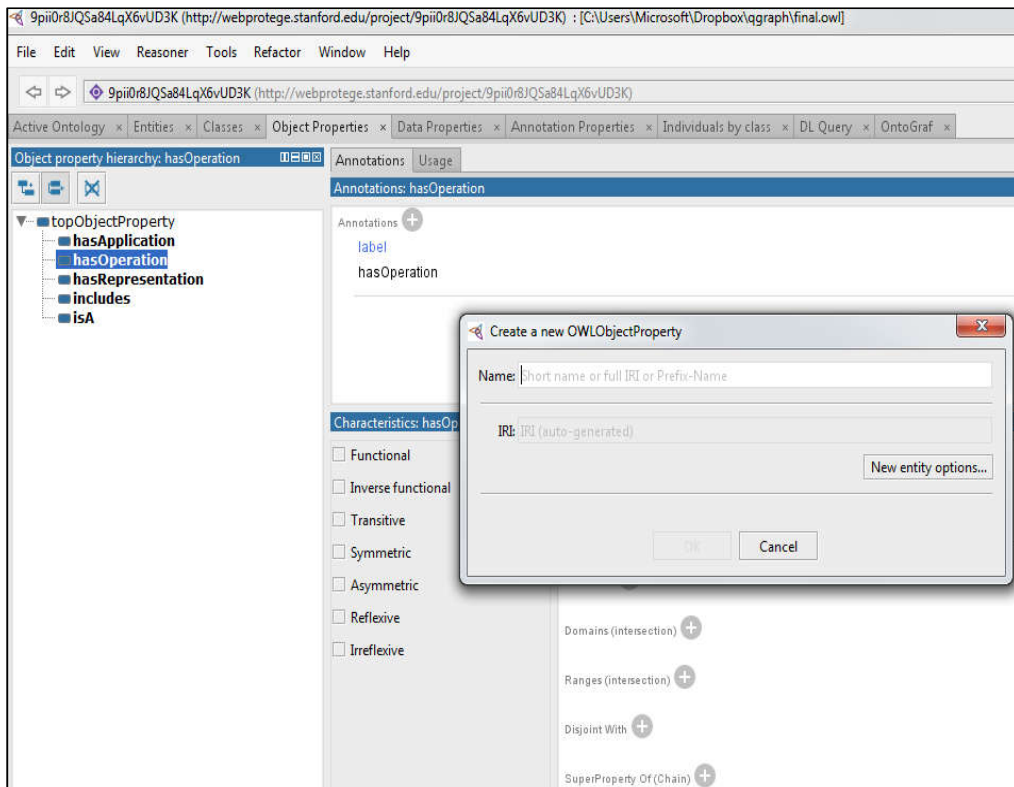 9pii0r8JQSa84LqX6vUD3K (http://webprotege.stanford.edu/project/9pii0r8JQSa84LqX6vUD3K) : [C:\Users\Microsoft\Dropbox\qgraph\final.owl]
File Edit View Reasoner Tools Refactor Window Help
9pii0r8JQSa84LqX6vUD3K (http://webprotege.stanford.edu/project/9pii0r8JQSa84LqX6vUD3K)
Active Ontology × Entities × Classes × Object Properties × Data Properties × Annotation Properties × Individuals by class × DL Query × OntoGraf ×
Object property hierarchy: hasOperation
topObjectProperty
hasApplication
hasOperation
hasRepresentation
includes
isA
Annotations Usage
Annotations: hasOperation
Annotations
label
hasOperation
Create a new OWLObjectProperty
Name: Short name or full IRI or Prefix-Name
IRI: IRI (auto-generated)
New entity options...
OK Cancel
Characteristics: hasOp
Functional
Inverse functional
Transitive
Symmetric
Asymmetric
Reflexive
Irreflexive
Domains (intersection)
Ranges (intersection)
Disjoint With
SuperProperty Of (Chain)